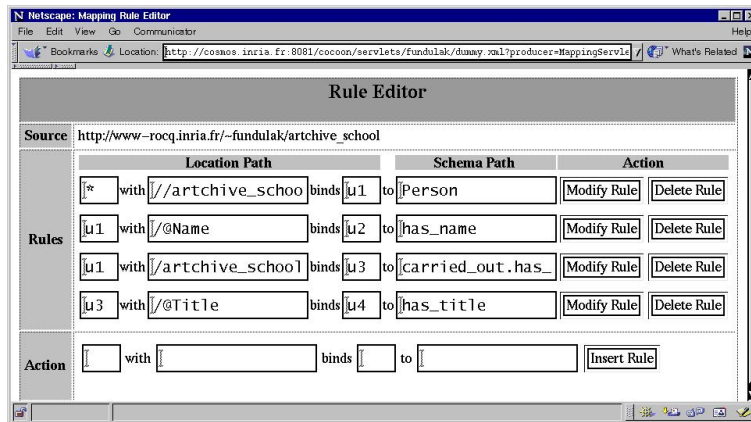 Netscape: Mapping Rule Editor
File Edit View Go Communicator Help
Bookmarks Location: http://cosmos.inria.fr:8081/cocoon/servlets/fundulak/dummy.xml?producer=MappingServle What's Related
Rule Editor
Source http://www-rocq.inria.fr/~fundulak/artchive_school
Location Path Schema Path Action
* with //artchive_schoo binds u1 to Person Modify Rule Delete Rule
u1 with /@Name binds u2 to has_name Modify Rule Delete Rule
Rules
u1 with /artchive_school binds u3 to carried_out.has_ Modify Rule Delete Rule
u3 with /@Title binds u4 to has_title Modify Rule Delete Rule
Action with binds to Insert Rule